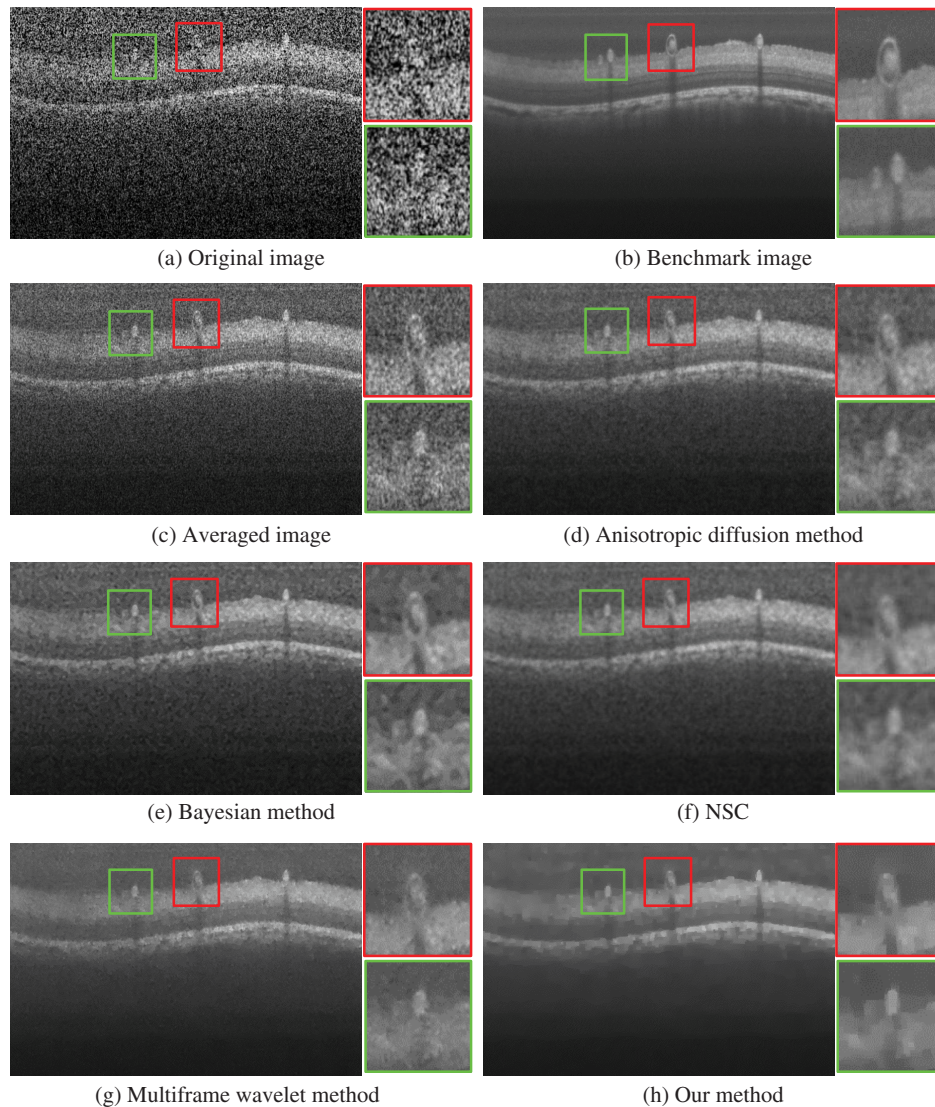 (a) Original image
(b) Benchmark image
(c) Averaged image
(d) Anisotropic diffusion method
(e) Bayesian method
(f) NSC
(g) Multiframe wavelet method
(h) Our method